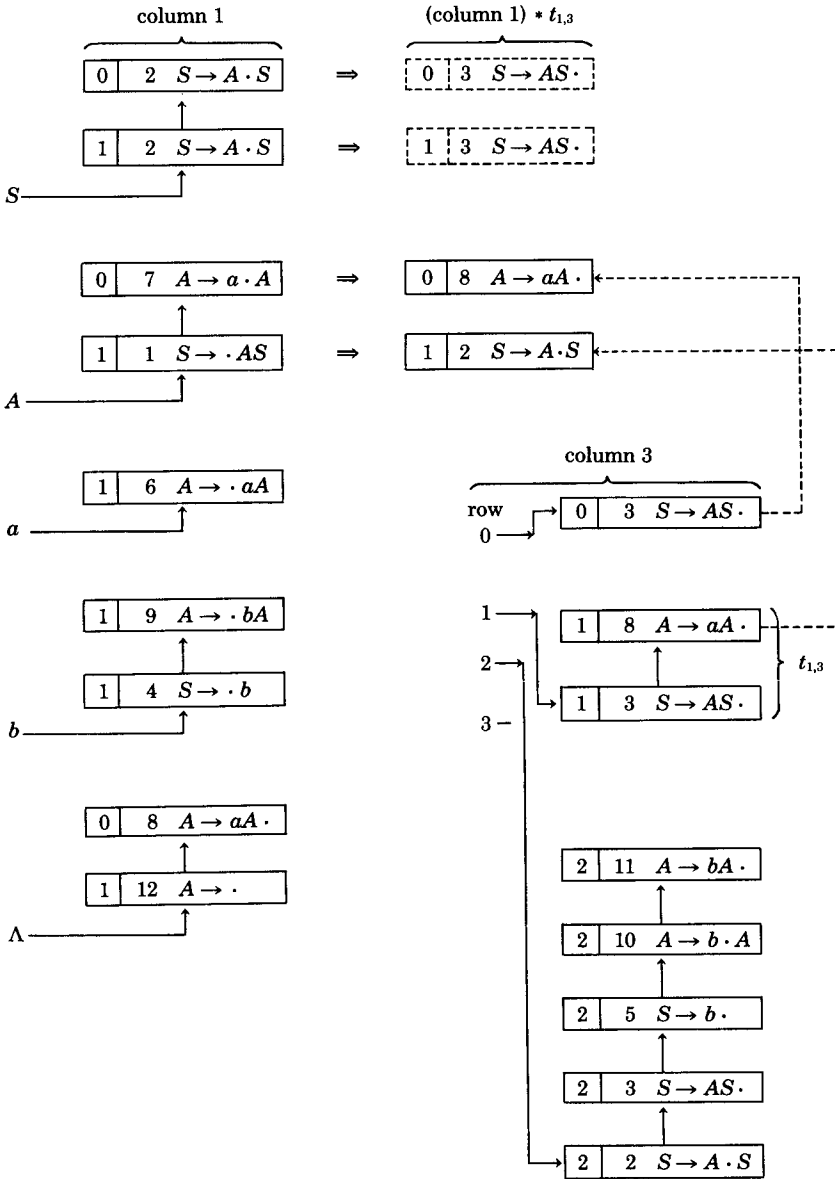 column 1 (column 1) * t₁,₃
0 2 S → A · S ⇒ 0 3 S → AS ·
1 2 S → A · S ⇒ 1 3 S → AS ·
S
0 7 A → a · A ⇒ 0 8 A → aA ·
1 1 S → · AS ⇒ 1 2 S → A · S
A
column 3
1 6 A → · aA
row
0 0 3 S → AS ·
a
1 9 A → · bA
1 1 8 A → aA ·
2 t₁,₃
1 4 S → · b
1 3 S → AS ·
3
b
0 8 A → aA ·
2 11 A → bA ·
1 12 A → ·
Λ
2 10 A → b · A
2 5 S → b ·
2 3 S → AS ·
2 2 S → A · S